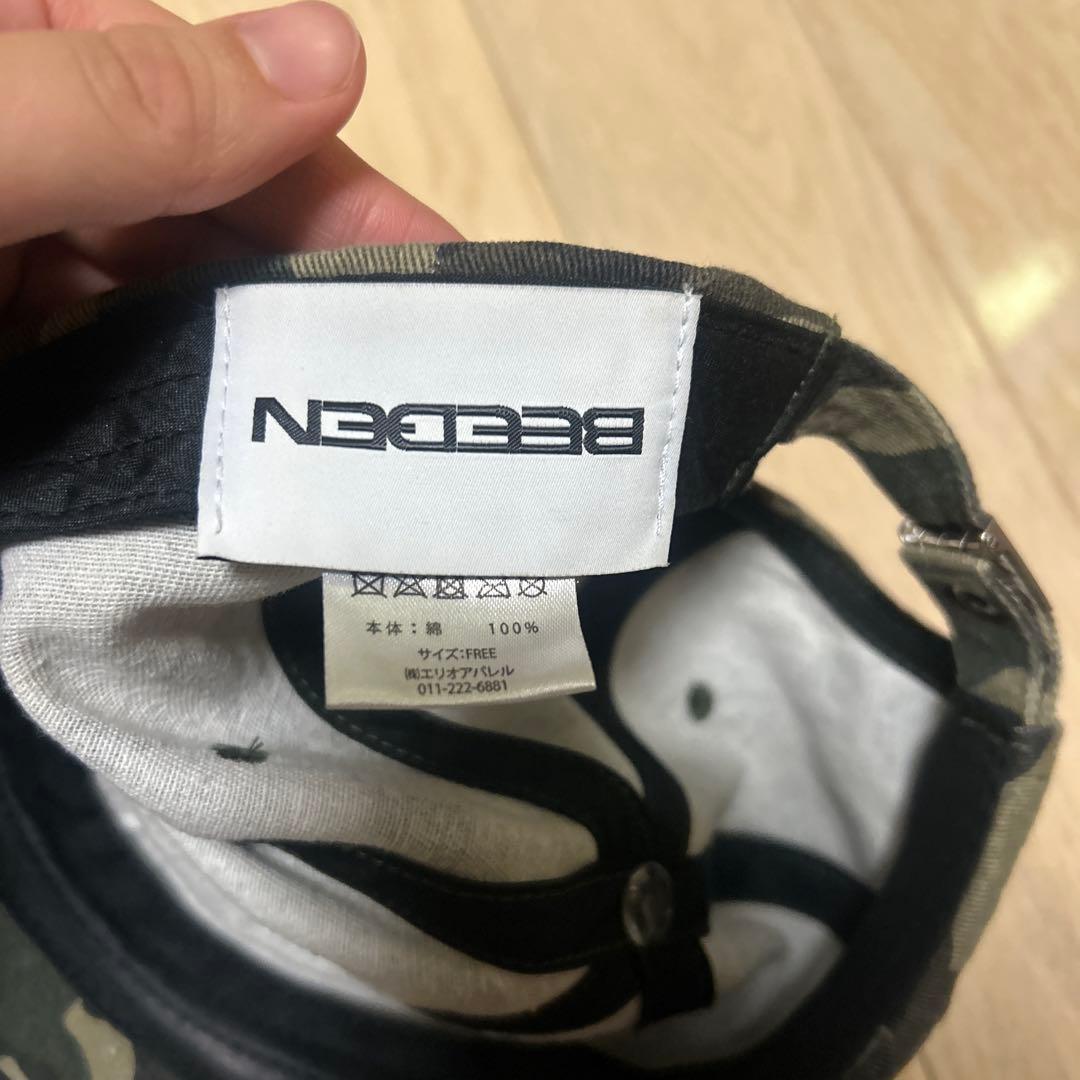 BEEDEN
本体：綿 100%
サイズ:FREE
㈱エリオアパレル
011-222-6881